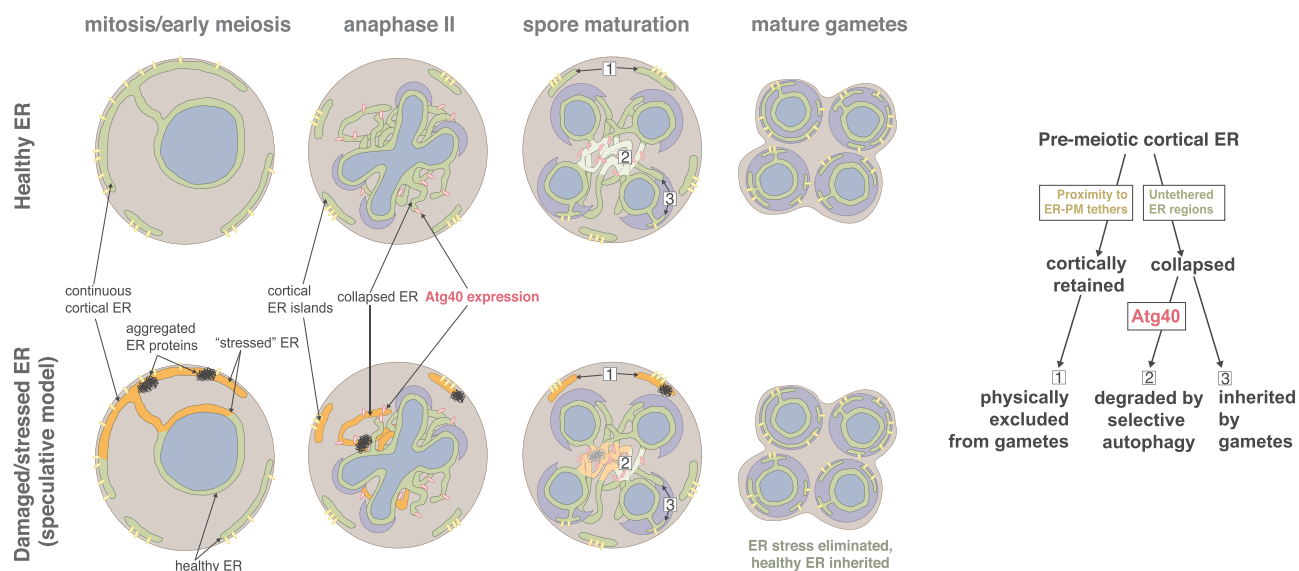 mitosis/early meiosis
anaphase II
spore maturation
mature gametes
Healthy ER
1
2
3
continuous
cortical ER
cortical
ER islands
collapsed ER
Atg40 expression
Damaged/stressed ER
(speculative model)
aggregated
ER proteins
“stressed” ER
healthy ER
1
2
3
ER stress eliminated,
healthy ER inherited
Pre-meiotic cortical ER
Proximity to
ER-PM tethers
Untethered
ER regions
cortically
retained
collapsed
Atg40
1
physically
excluded
from gametes
2
degraded by
selective
autophagy
3
inherited
by
gametes